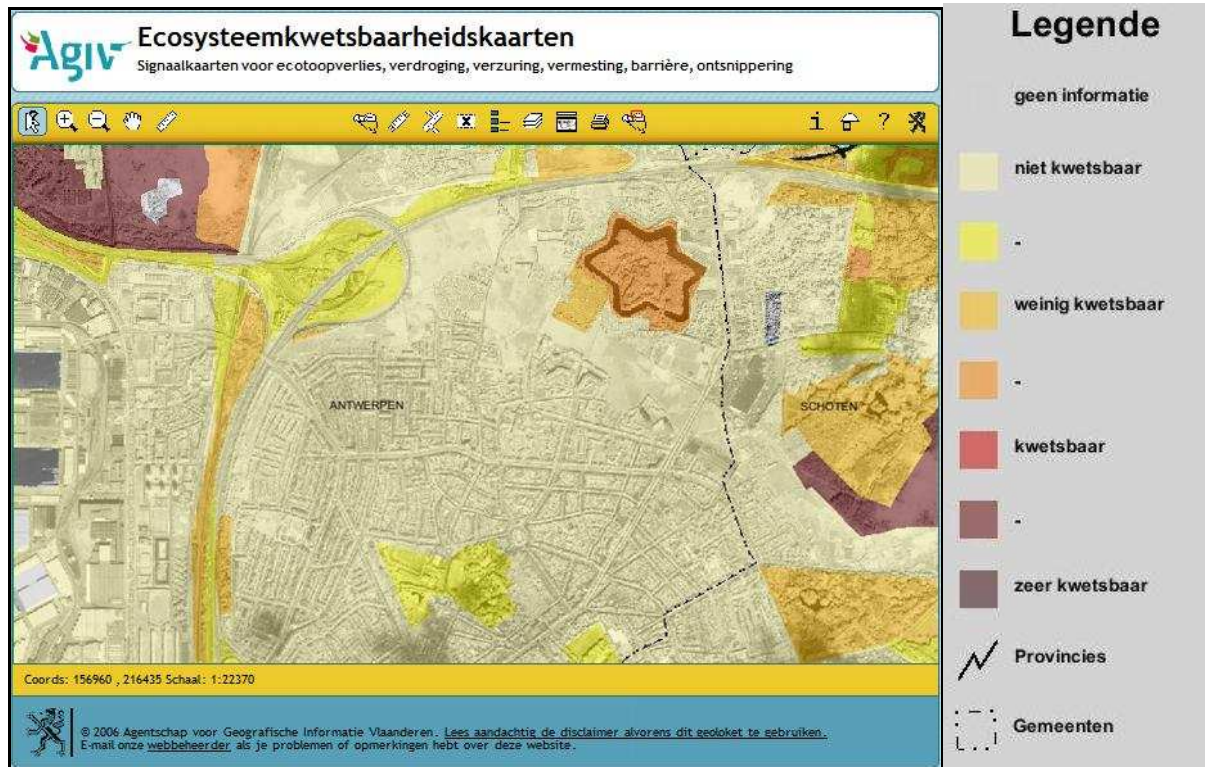 Agiv
Ecosysteemkwetsbaarheidskaarten
Signaalkaarten voor ecotoopverlies, verdroging, verzuring, vermesting, barrière, ontsnippering
ANTWERPEN
SCHOTEN
Coords: 156960 , 216435 Schaal: 1:22370
© 2006 Agentschap voor Geografische Informatie Vlaanderen. Lees aandachtig de disclaimer alvorens dit geoloket te gebruiken.
E-mail onze webbeheerder als je problemen of opmerkingen hebt over deze website.
Legende
geen informatie
niet kwetsbaar
-
weinig kwetsbaar
-
kwetsbaar
-
zeer kwetsbaar
Provincies
Gemeenten